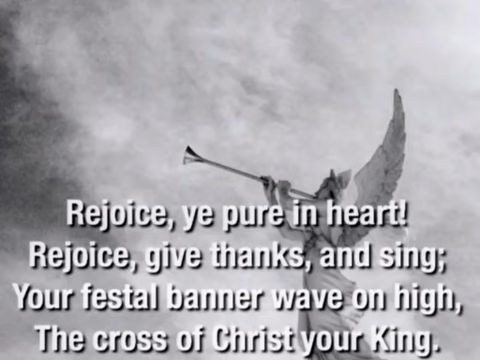 Rejoice, ye pure in heart!
Rejoice, give thanks, and sing;
Your festal banner wave on high,
The cross of Christ your King.